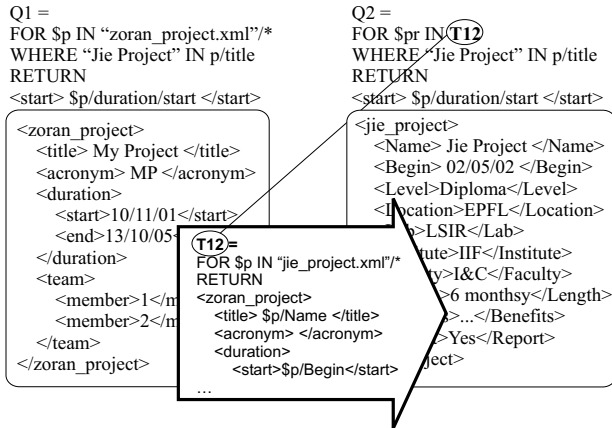 Q1 =
FOR $p IN “zoran_project.xml”/*
WHERE “Jie Project” IN p/title
RETURN
<start> $p/duration/start </start>
<zoran_project>
<title> My Project </title>
<acronym> MP </acronym>
<duration>
<start>10/11/01</start>
<end>13/10/05<
</duration>
<team>
<member>1</m
<member>2</m
</team>
</zoran_project>
Q2 =
FOR $pr IN T12
WHERE “Jie Project” IN p/title
RETURN
<start> $p/duration/start </start>
<jie_project>
<Name> Jie Project </Name>
<Begin> 02/05/02 </Begin>
<Level>Diploma</Level>
<Location>EPFL</Location>
>LSIR</Lab>
tute>IIF</Institute>
ty>I&C</Faculty>
>6 monthsy</Length>
s>...</Benefits>
>Yes</Report>
ject>
T12 =
FOR $p IN "jie_project.xml"/*
RETURN
<zoran_project>
<title> $p/Name </title>
<acronym> </acronym>
<duration>
<start>$p/Begin</start>
…